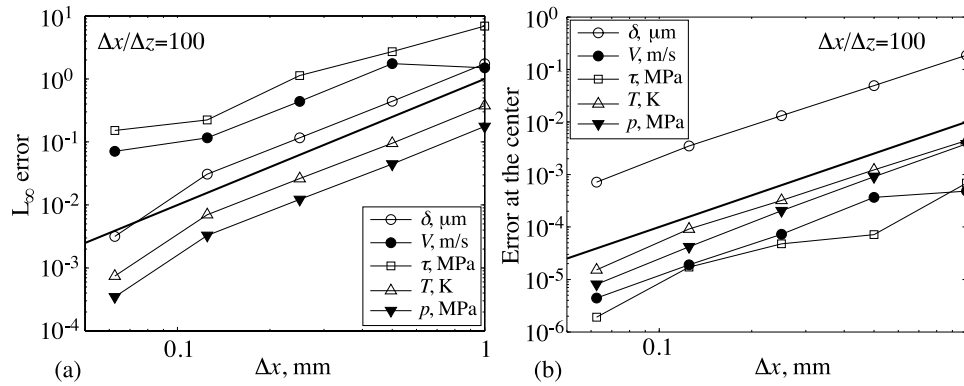 Δx/Δz=100
L∞ error
10^1
10^0
10^-1
10^-2
10^-3
10^-4
δ, μm
V, m/s
τ, MPa
T, K
p, MPa
0.1
1
(a)
Δx, mm
δ, μm
V, m/s
τ, MPa
T, K
p, MPa
Δx/Δz=100
Error at the center
10^1
10^0
10^-1
10^-2
10^-3
10^-4
10^-5
10^-6
0.1
(b)
Δx, mm